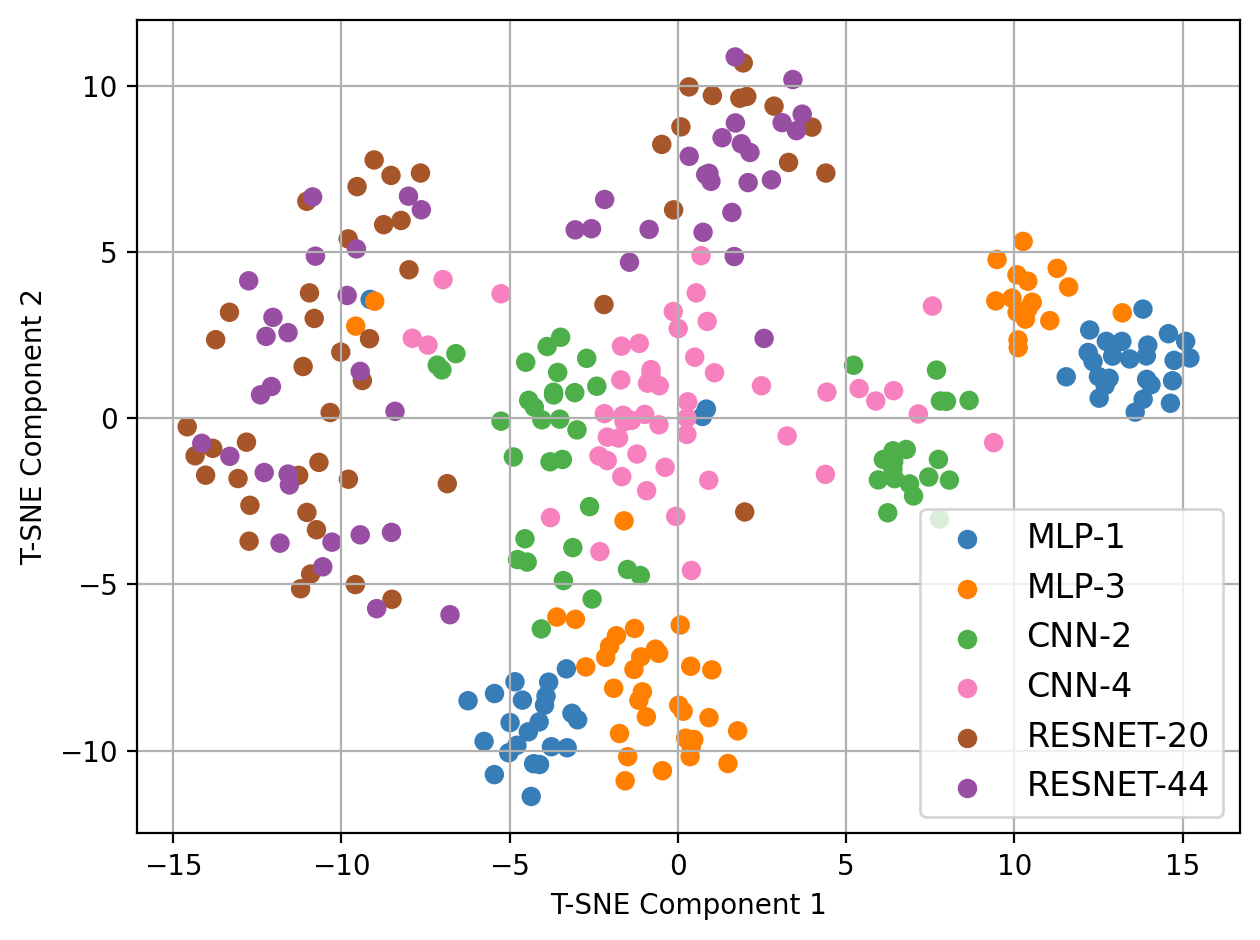 10
5
0
−5
−10
T-SNE Component 2
MLP-1
MLP-3
CNN-2
CNN-4
RESNET-20
RESNET-44
−15 −10 −5 0 5 10 15
T-SNE Component 1